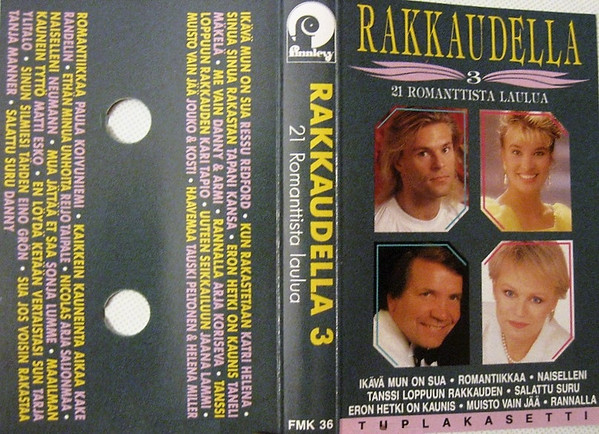 IKÄVÄ MUN ON SUA RESSU REDFORD • KUN RAKASTETAAN KATRI HELENA •
SINUA SINUA RAKASTAN TAPANI KANSA • ERON HETKI ON KAUNIS TANELI
MÄKELÄ • ME VAIN DANNY & ARMI • RANNALLA ARJA KORISEVA • TANSSI
LOPPUUN RAKKAUDEN KARI TAPIO • UUTEEN SEIKKAILUUN JAANA LAMMI •
MUISTO VAIN JÄÄ JOUKO & KOSTI • HAAVEMAA TAUSKI PELTONEN & HELENA MILLER
ROMANTIIKKAA PAULA KOIVUNIEMI • KAIKKEIN KAUNEINTA AIKAA KAKE
RANDELIN • ETHÄN MINUA UNHOITA REIJO TAIPALE • NICOLAS ARJA SAIJONMAA •
NAISELLENI NEUMANN • MUA JÄTTÄÄ ET SAA SONJA LUMME • MAAILMAN
KAUNEIN TYTTÖ MATTI ESKO • EN LÖYDÄ KETÄÄN VERTAISTASI SUN TARJA
YLITALO • SINUN SILMIESI TÄHDEN EINO GRÖN • SUA JOS VOISIN RAKASTAA
TANJA MANNER • SALATTU SURU DANNY
finnlevy
RAKKAUDELLA 3
21 Romanttista laulua
FMK 36
RAKKAUDELLA
3
21 ROMANTTISTA LAULUA
IKÄVÄ MUN ON SUA • ROMANTIIKKAA • NAISELLENI
TANSSI LOPPUUN RAKKAUDEN • SALATTU SURU
ERON HETKI ON KAUNIS • MUISTO VAIN JÄÄ • RANNALLA
TUPLAKASETTI